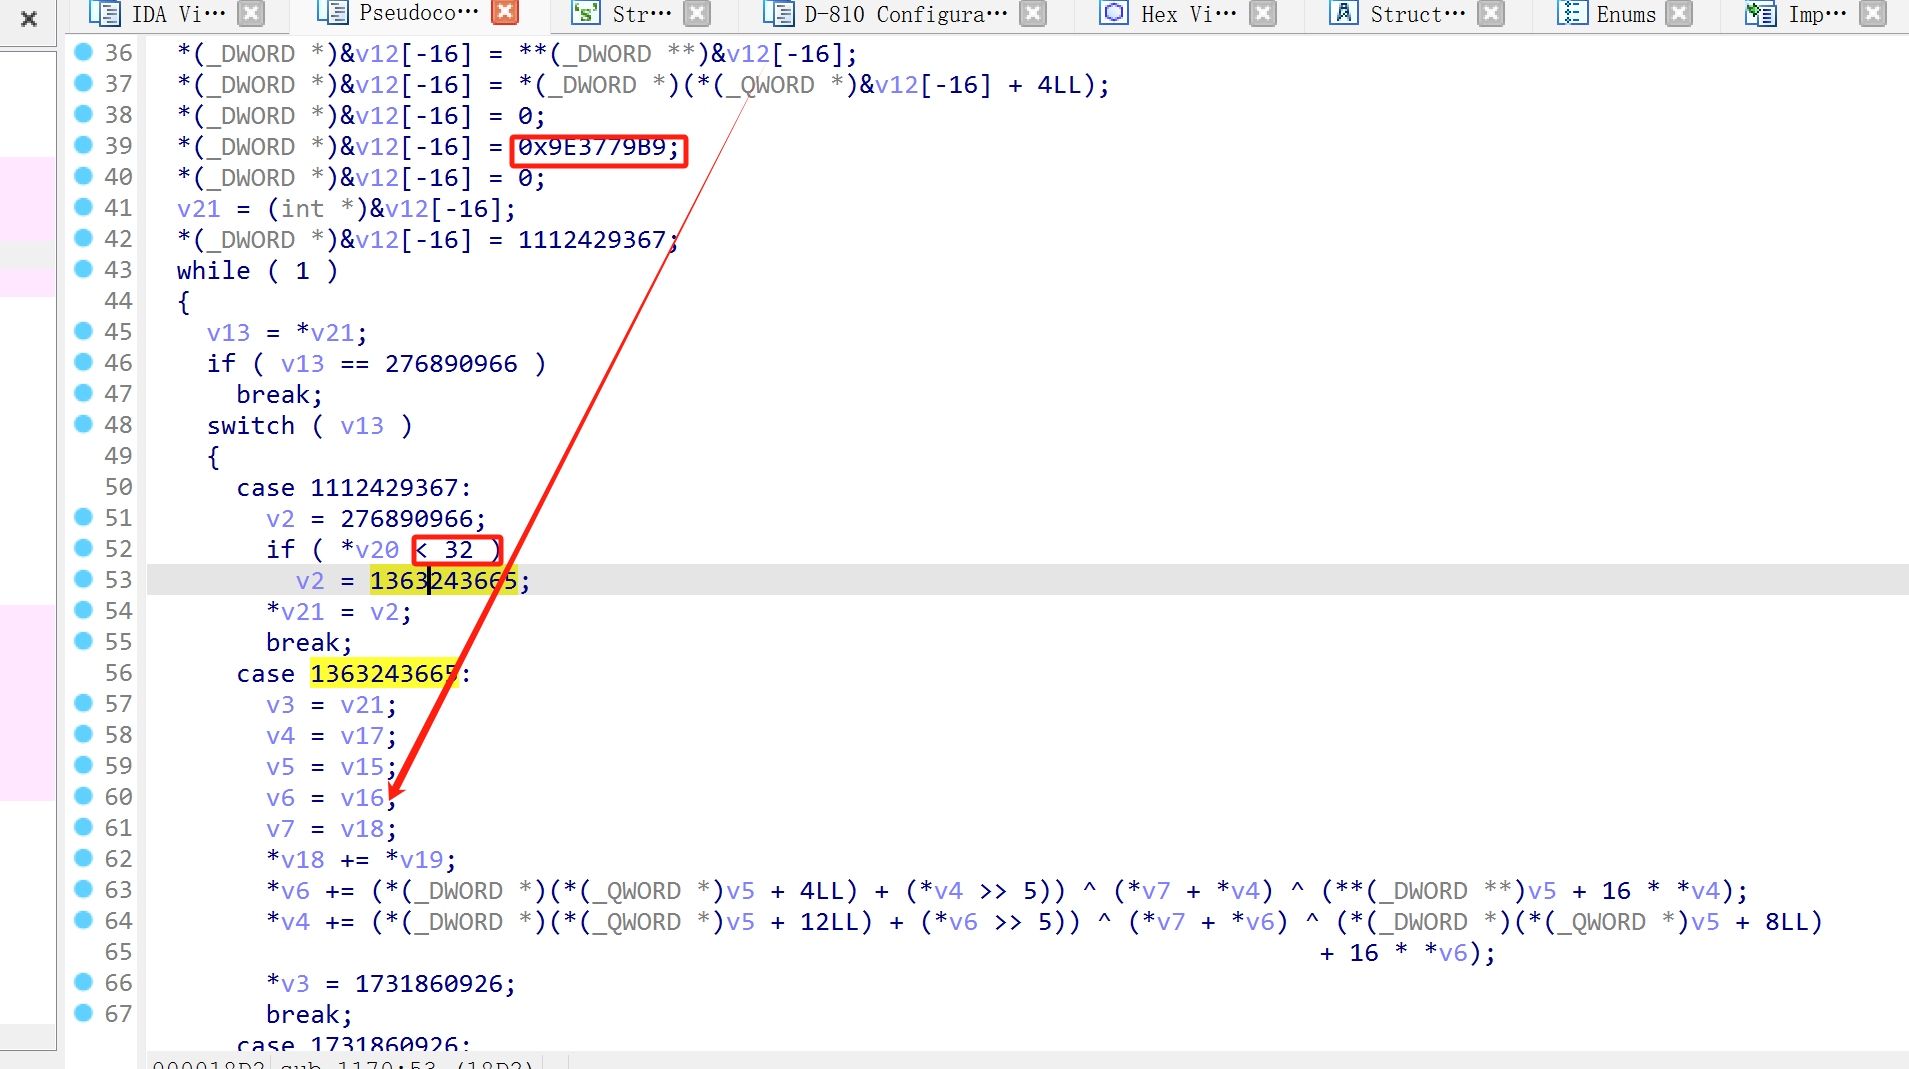 IDA Vi⋯ Pseudoco⋯ Str⋯ D-810 Configura⋯ Hex Vi⋯ Struct⋯ Enums Imp⋯
36 *(_DWORD *)&v12[-16] = **(_DWORD **)&v12[-16];
37 *(_DWORD *)&v12[-16] = *(_DWORD *)(*(_QWORD *)&v12[-16] + 4LL);
38 *(_DWORD *)&v12[-16] = 0;
39 *(_DWORD *)&v12[-16] = 0x9E3779B9;
40 *(_DWORD *)&v12[-16] = 0;
41 v21 = (int *)&v12[-16];
42 *(_DWORD *)&v12[-16] = 1112429367;
43 while ( 1 )
44 {
45 v13 = *v21;
46 if ( v13 == 276890966 )
47 break;
48 switch ( v13 )
49 {
50 case 1112429367:
51 v2 = 276890966;
52 if ( *v20 < 32 )
53 v2 = 1363243665;
54 *v21 = v2;
55 break;
56 case 1363243665:
57 v3 = v21;
58 v4 = v17;
59 v5 = v15;
60 v6 = v16;
61 v7 = v18;
62 *v18 += *v19;
63 *v6 += (*(_DWORD *)(*(_QWORD *)v5 + 4LL) + (*v4 >> 5)) ^ (*v7 + *v4) ^ (**(_DWORD **)v5 + 16 * *v4);
64 *v4 += (*(_DWORD *)(*(_QWORD *)v5 + 12LL) + (*v6 >> 5)) ^ (*v7 + *v6) ^ (*(_DWORD *)(*(_QWORD *)v5 + 8LL)
65 + 16 * *v6);
66 *v3 = 1731860926;
67 break;
case 1731860926:
000018D2 sub_1170:53 (18D2)